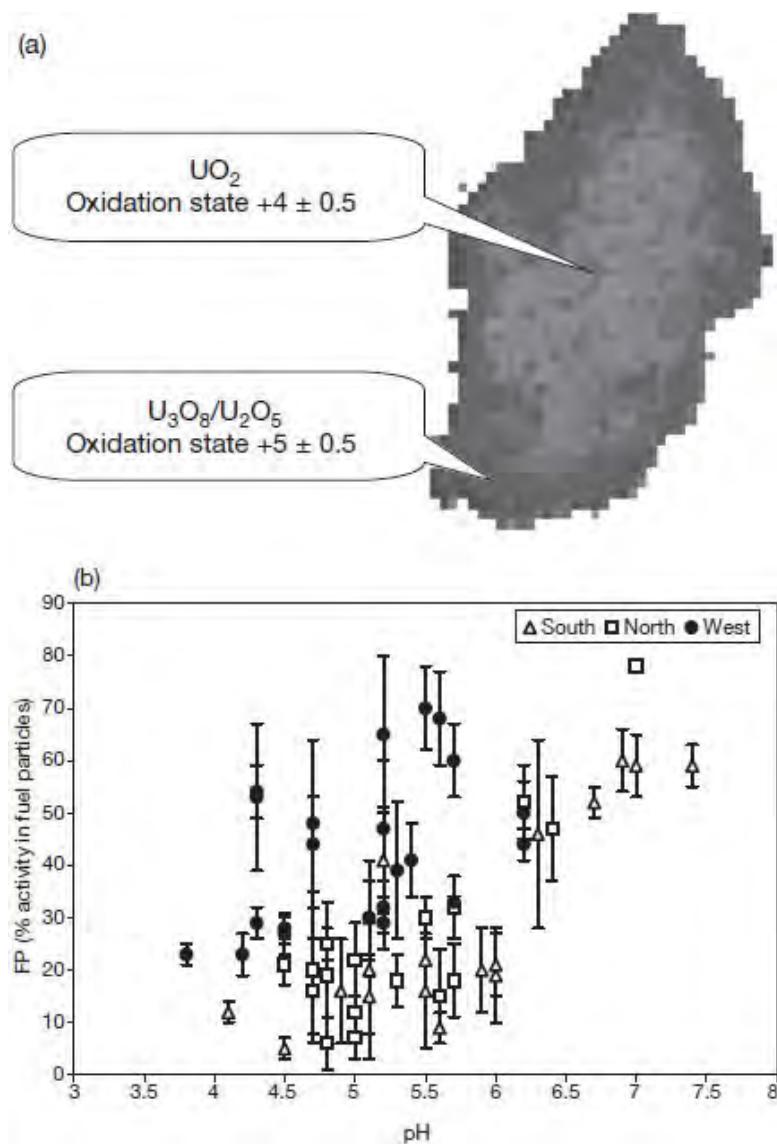 (a)
UO₂
Oxidation state +4 ± 0.5
U₃O₈/U₂O₅
Oxidation state +5 ± 0.5
(b)
90
80
70
60
50
40
30
20
10
0
FP (% activity in fuel particles)
South North West
3 3.5 4 4.5 5 5.5 6 6.5 7 7.5 8
pH